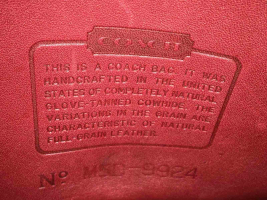 COACH
THIS IS A COACH BAG. IT WAS
HANDCRAFTED IN THE UNITED
STATES OF COMPLETELY NATURAL
GLOVE-TANNED COWHIDE. THE
VARIATIONS IN THE GRAIN ARE
CHARACTERISTIC OF NATURAL
FULL-GRAIN LEATHER.
No M5D-9924